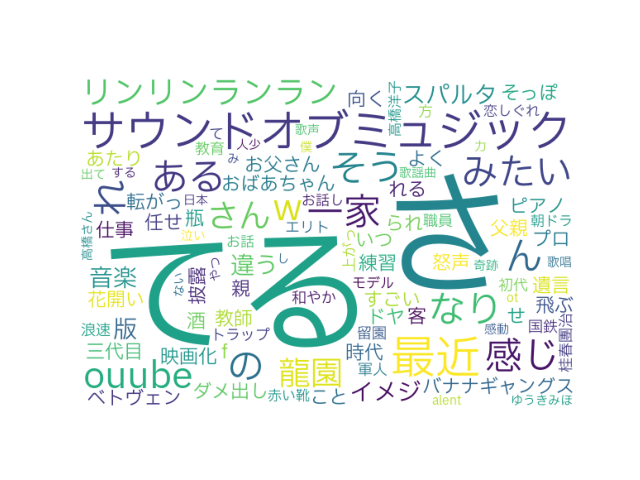 リンリンランラン
向く
高橋洋子
スパルタ
方
恋しぐれ
そっぽ
サウンドオブミュジック
あたり
て
教育
人少
歌声
僕
出て
する
ある
み
お父さん
おばあちゃん
そう
よく
れる
歌謡曲
カ
みたい
れ
転がっ
日本
さん
w
お話し
一家
さ
られ
職員
ピアノ
朝ドラ
高橋さん
仕事
任せ
瓶
泣い
エリト
いつ
父親
ん
プロ
てる
お話
し
上がっ
音楽
ない
披露
やっ
違う
練習
怒声
奇跡
歌唱
花開い
親
和やか
モデル
すごい
初代
遺言
浪速
版
酒
教師
トラップ
ドヤ
客
なり
ot
飛ぶ
せ
三代目
映画化
f
の
留園
時代
最近
感じ
感動
国鉄
桂春團治
ouube
龍園
軍人
ベトヴェン
ダメ出し
赤い靴
こと
イメジ
バナナギャングス
alent
ゆうきみほ